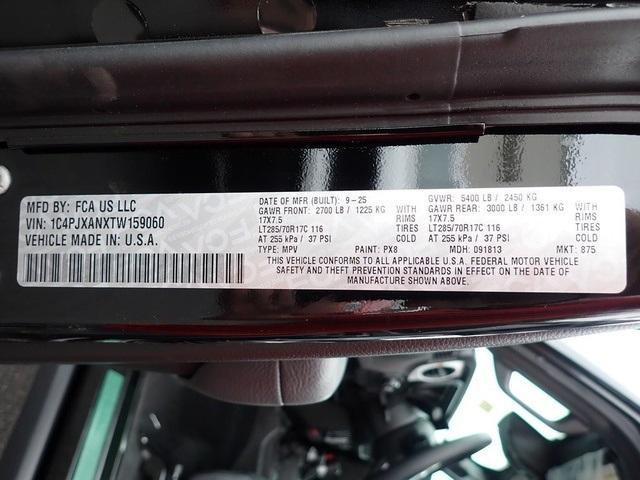 MFD BY: FCA US LLC
VIN: 1C4PJXANXTW159060
VEHICLE MADE IN U.S.A.
DATE OF MFR (BUILT): 9-25
GAWR FRONT: 2700 LB / 1225 KG WITH
17X7.5 RIMS
LT285/70R17C 116 TIRES
AT 255 kPa / 37 PSI COLD
GVWR: 5400 LB / 2450 KG
GAWR REAR: 3000 LB / 1361 KG WITH
17X7.5 RIMS
LT285/70R17C 116 TIRES
AT 255 kPa / 37 PSI COLD
TYPE: MPV PAINT: PX8 MDH: 091813 MKT: 875
THIS VEHICLE CONFORMS TO ALL APPLICABLE U.S.A. FEDERAL MOTOR VEHICLE
SAFETY AND THEFT PREVENTION STANDARDS IN EFFECT ON THE DATE OF
MANUFACTURE SHOWN ABOVE.